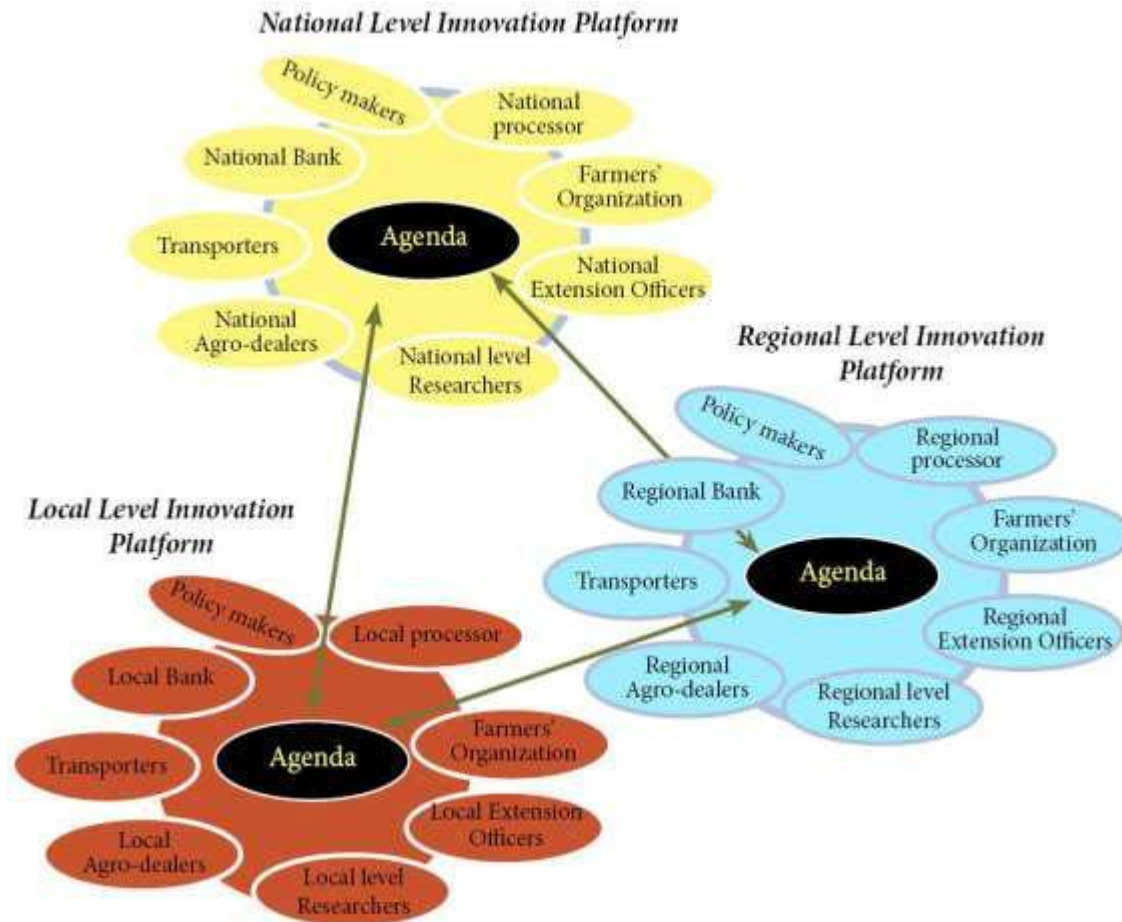 National Level Innovation Platform
Policy makers
National
processor
National Bank
Farmers'
Organization
Agenda
Transporters
National
Extension Officers
National
Agro-dealers
National level
Researchers
Regional Level Innovation
Platform
Policy makers
Regional
processor
Regional Bank
Farmers'
Organization
Agenda
Transporters
Regional
Extension Officers
Regional
Agro-dealers
Regional level
Researchers
Local Level Innovation
Platform
Policy makers
Local processor
Local Bank
Farmers'
Organization
Agenda
Transporters
Local Extension
Officers
Local
Agro-dealers
Local level
Researchers